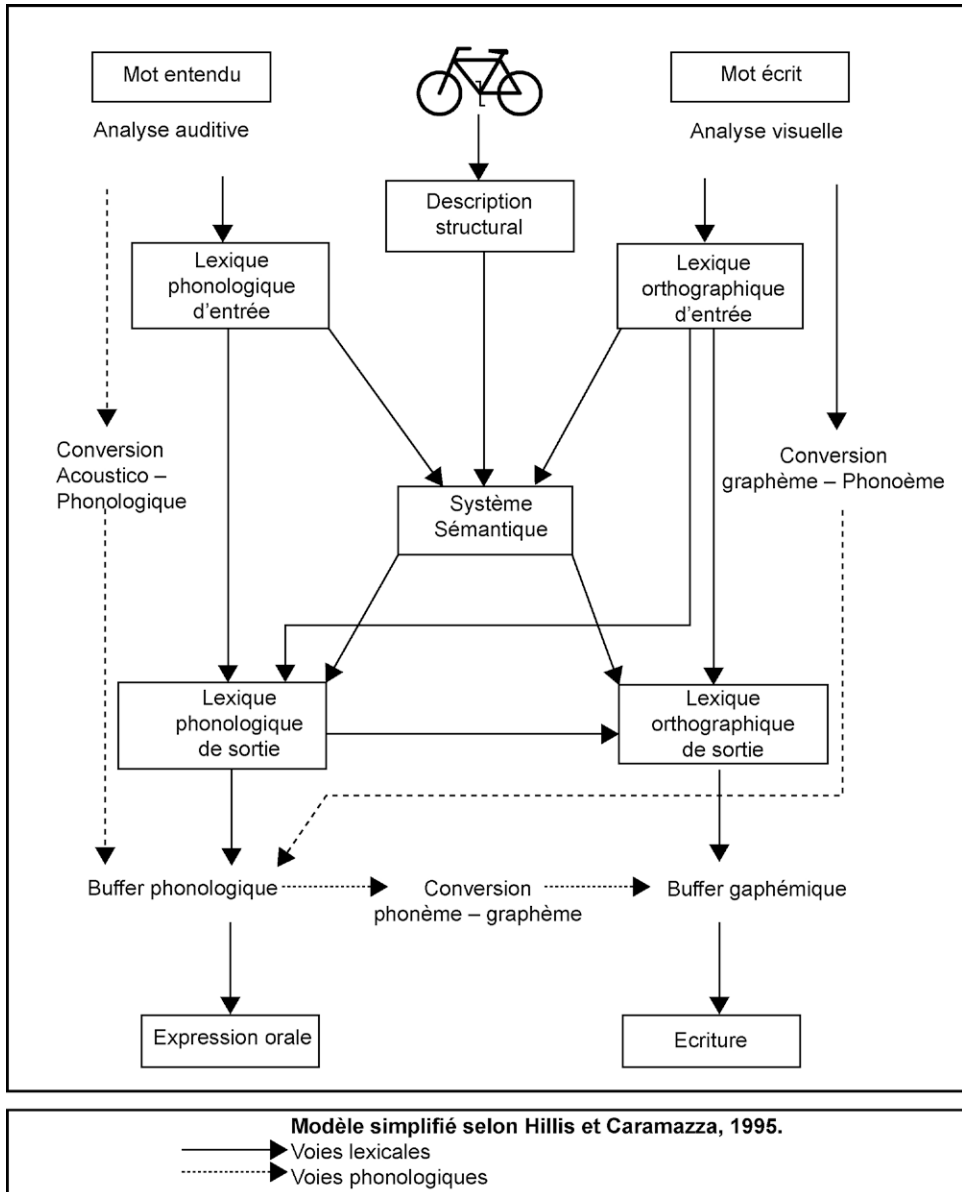 Mot entendu
Mot écrit
Analyse auditive
Analyse visuelle
Description
structural
Lexique
phonologique
d'entrée
Lexique
orthographique
d'entrée
Conversion
Acoustico –
Phonologique
Conversion
graphème – Phonoème
Système
Sémantique
Lexique
phonologique
de sortie
Lexique
orthographique
de sortie
Buffer phonologique
Conversion
phonème – graphème
Buffer gaphémique
Expression orale
Ecriture
Modèle simplifié selon Hillis et Caramazza, 1995.
Voies lexicales
Voies phonologiques